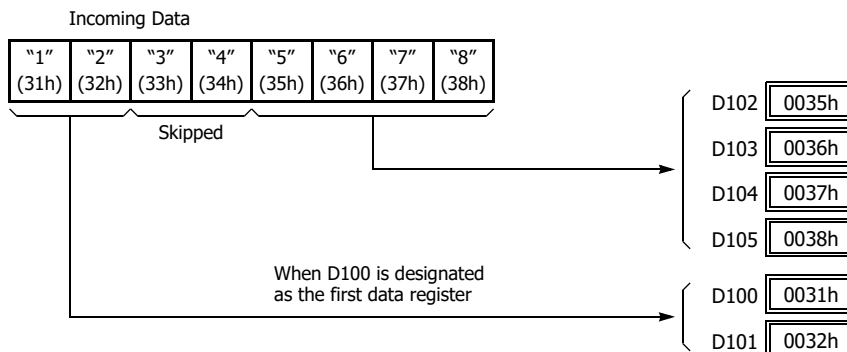 Incoming Data
“1” “2” “3” “4” “5” “6” “7” “8”
(31h) (32h) (33h) (34h) (35h) (36h) (37h) (38h)
Skipped
D102 0035h
D103 0036h
D104 0037h
D105 0038h
When D100 is designated
as the first data register
D100 0031h
D101 0032h